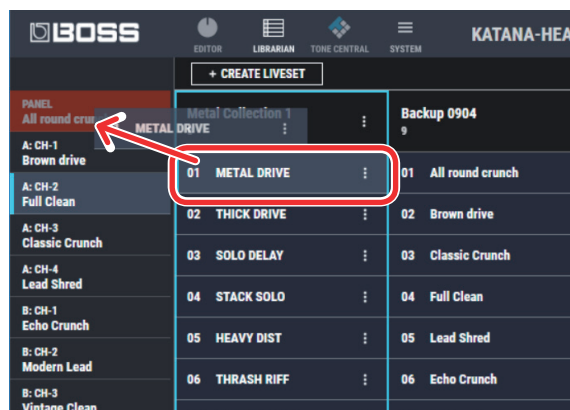 BOSS
EDITOR
LIBRARIAN
TONE CENTRAL
SYSTEM
KATANA-HEA
+ CREATE LIVESET
PANEL
All round crun
A: CH-1
Brown drive
A: CH-2
Full Clean
A: CH-3
Classic Crunch
A: CH-4
Lead Shred
B: CH-1
Echo Crunch
B: CH-2
Modern Lead
B: CH-3
Vintage Clean
METAL DRIVE
Metal Collection 1
01 METAL DRIVE
02 THICK DRIVE
03 SOLO DELAY
04 STACK SOLO
05 HEAVY DIST
06 THRASH RIFF
Backup 0904
9
01 All round crunch
02 Brown drive
03 Classic Crunch
04 Full Clean
05 Lead Shred
06 Echo Crunch